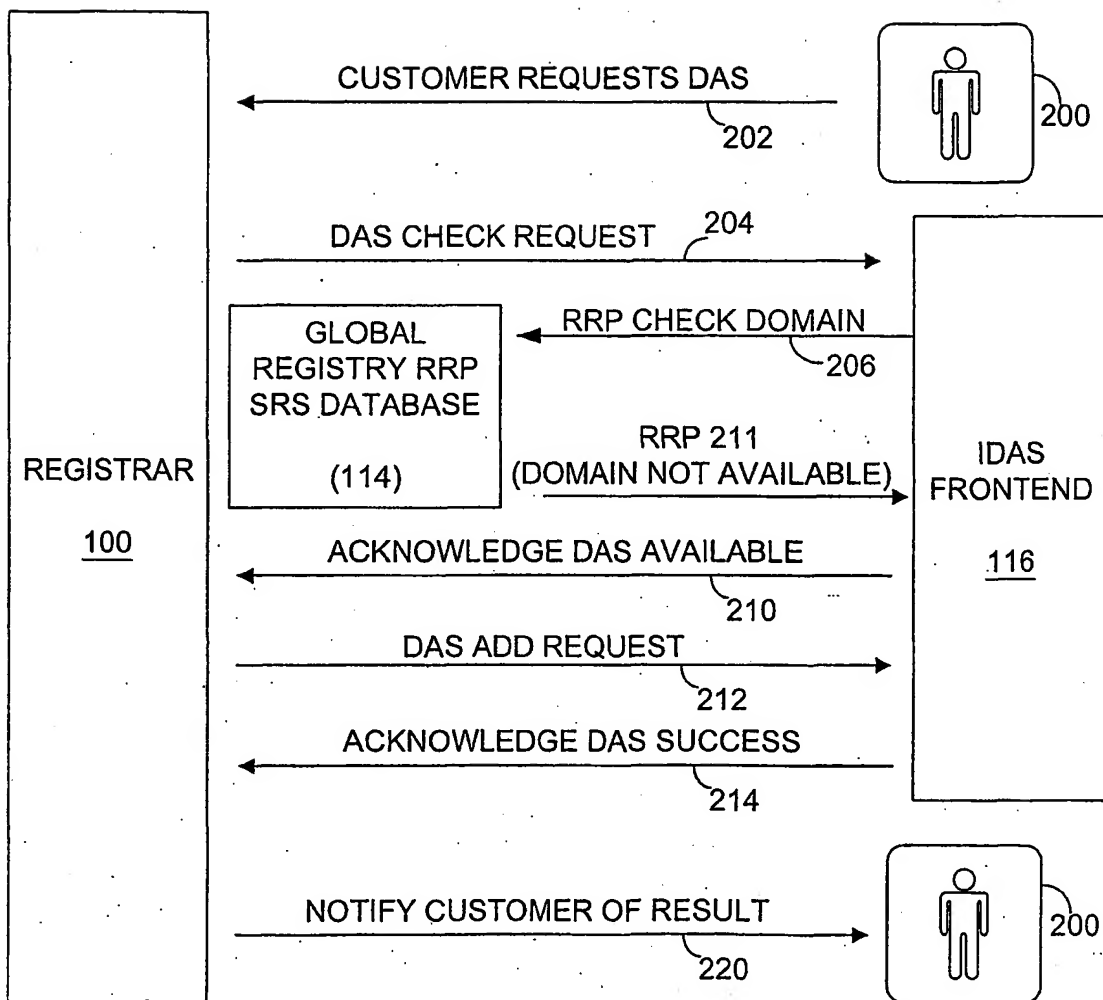 CUSTOMER REQUESTS DAS
202
200
DAS CHECK REQUEST
204
RRP CHECK DOMAIN
206
GLOBAL
REGISTRY RRP
SRS DATABASE
(114)
RRP 211
(DOMAIN NOT AVAILABLE)
REGISTRAR
100
IDAS
FRONTEND
116
ACKNOWLEDGE DAS AVAILABLE
210
DAS ADD REQUEST
212
ACKNOWLEDGE DAS SUCCESS
214
NOTIFY CUSTOMER OF RESULT
220
200